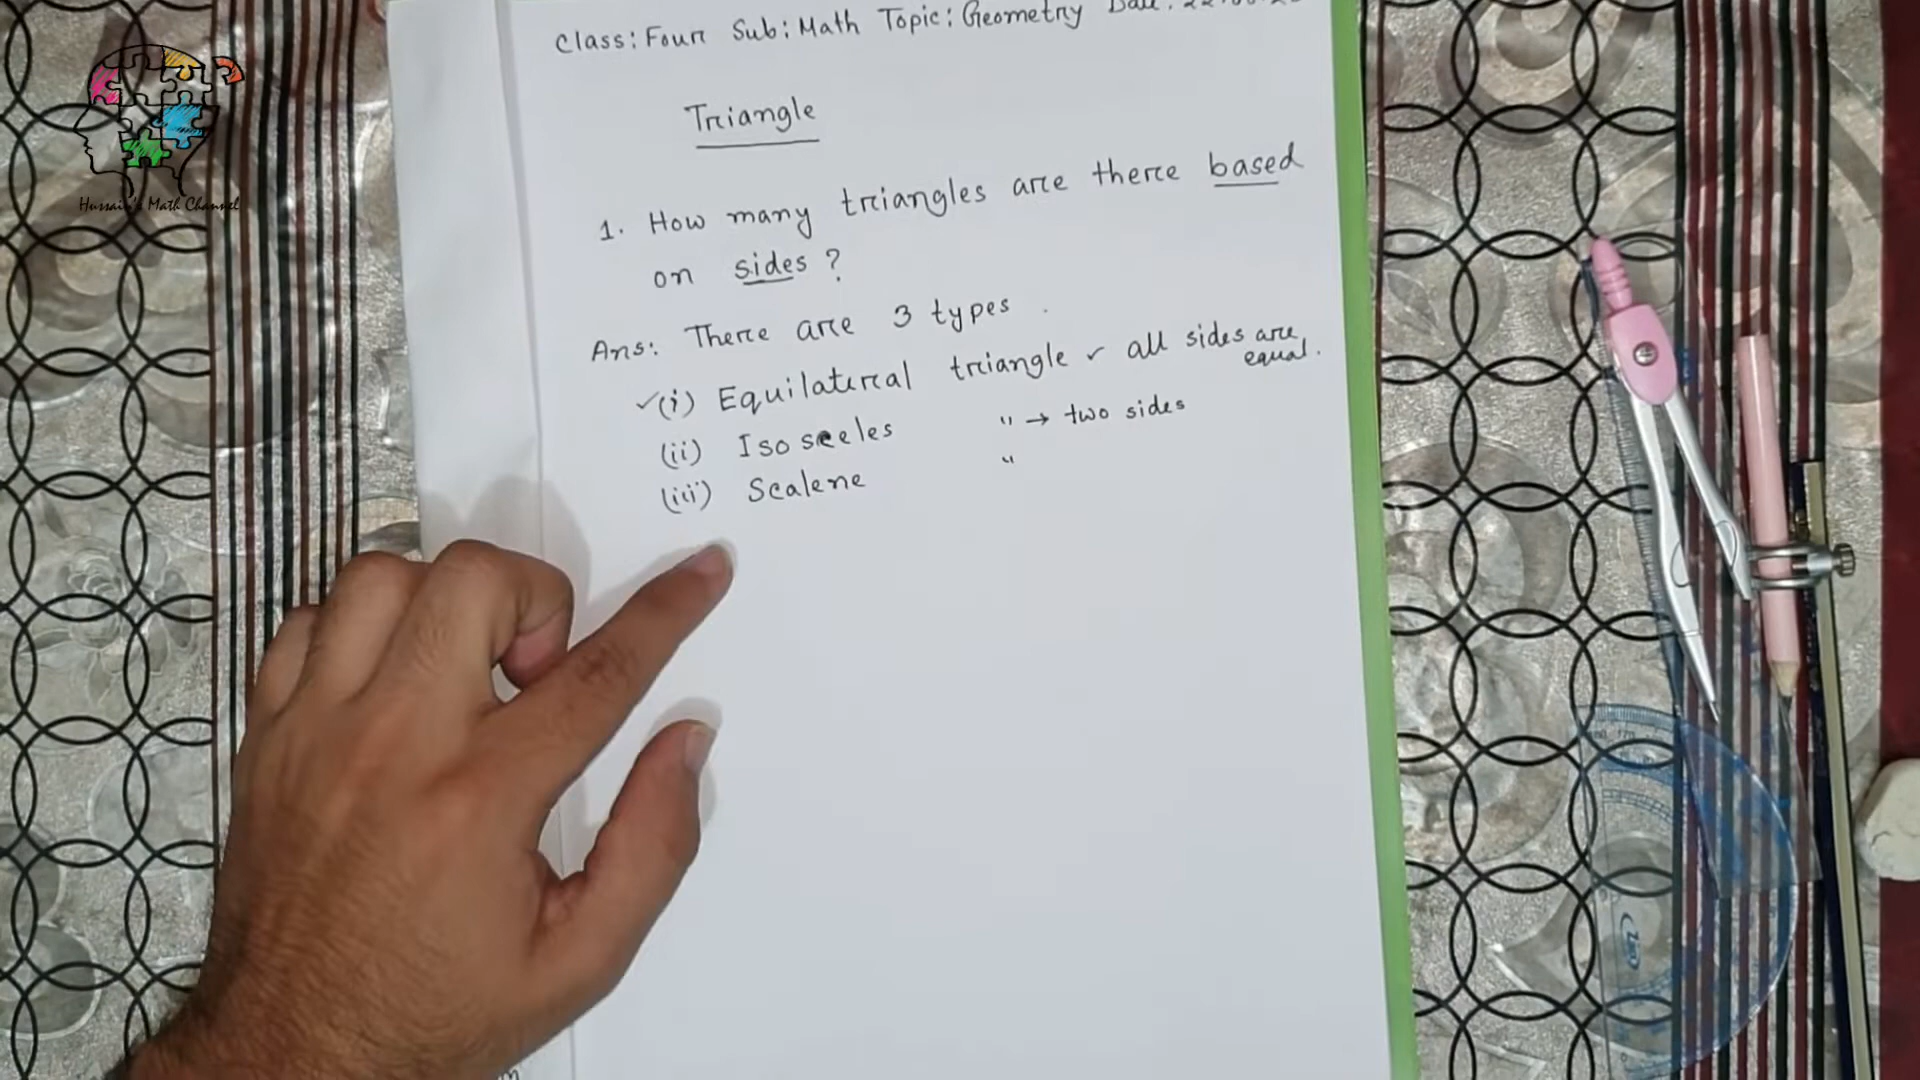 Class: Four Sub: Math Topic: Geometry
Hussain's Math Channel
Triangle
1. How many triangles are there based
on sides ?
Ans: There are 3 types .
✓(i) Equilateral triangle ✓ all sides are
equal.
(ii) Isosceles " → two sides
(iii) Scalene "